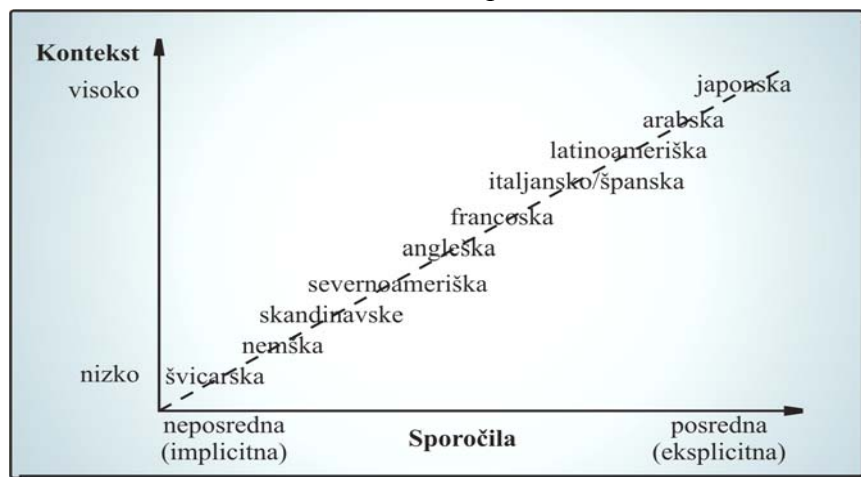 Kontekst
visoko
japonska
arabska
latinoameriška
italjansko/španska
francoska
angleška
severnoameriška
skandinavske
nemška
nizko
švicarska
neposredna
(implicitna)
Sporočila
posredna
(eksplicitna)